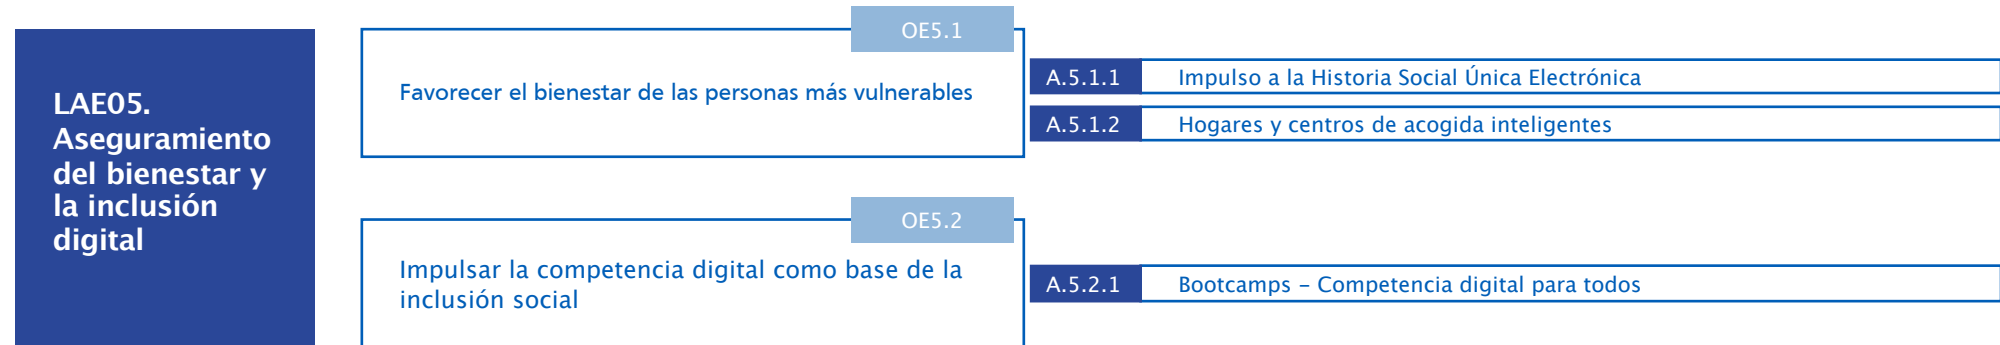 LAE05.
Aseguramiento
del bienestar y
la inclusión
digital
OE5.1
Favorecer el bienestar de las personas más vulnerables
A.5.1.1 Impulso a la Historia Social Única Electrónica
A.5.1.2 Hogares y centros de acogida inteligentes
OE5.2
Impulsar la competencia digital como base de la
inclusión social
A.5.2.1 Bootcamps – Competencia digital para todos